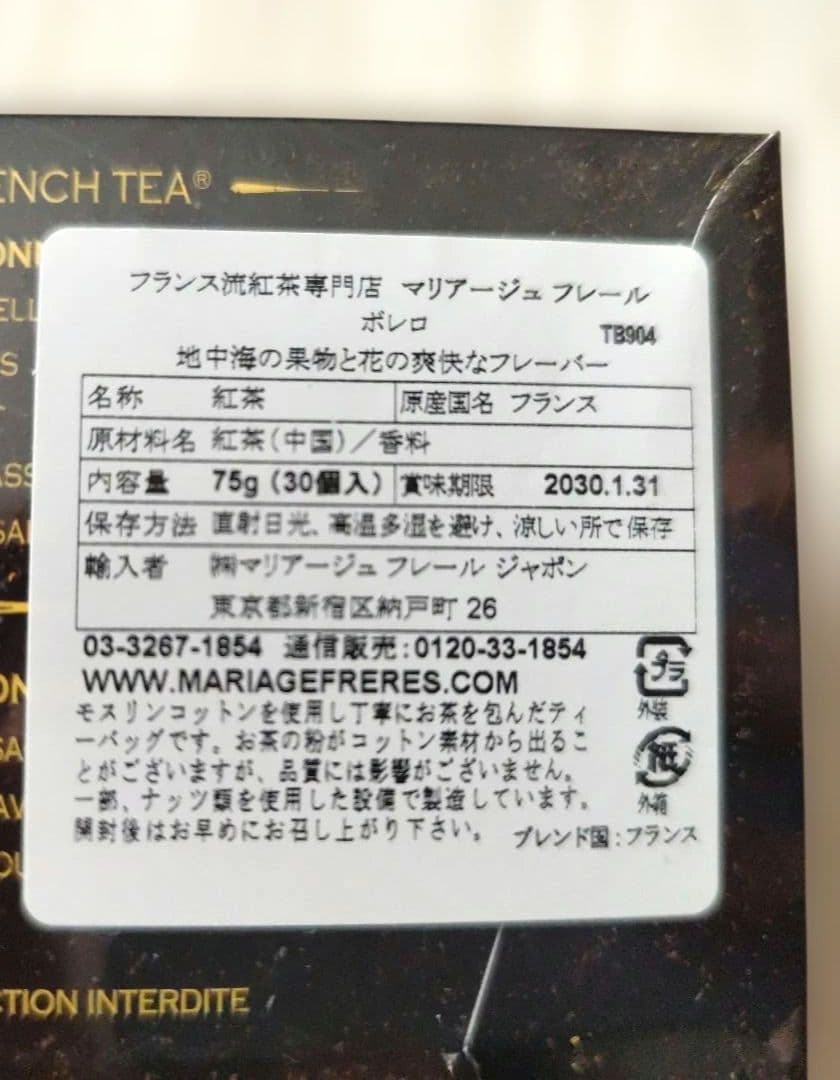 ENCH TEA®
フランス流紅茶専門店 マリアージュ フレール
ボレロ
TB904
地中海の果物と花の爽快なフレーバー
名称 紅茶 原産国名 フランス
原材料名 紅茶(中国)/香料
内容量 75g (30個入) 賞味期限 2030.1.31
保存方法 直射日光、高温多湿を避け、涼しい所で保存
輸入者 ㈱マリアージュ フレール ジャポン
東京都新宿区納戸町 26
03-3267-1854 通信販売:0120-33-1854
WWW.MARIAGEFRERES.COM
プラ
外装
モスリンコットンを使用し丁寧にお茶を包んだティ
ーバッグです。お茶の粉がコットン素材から出るこ
とがございますが、品質には影響がございません。
一部、ナッツ類を使用した設備で製造しています。
開封後はお早めにお召し上がり下さい。
紙
外箱
ブレンド国:フランス
CTION INTERDITE